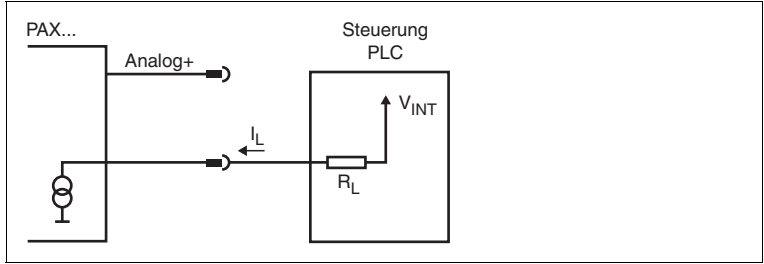 PAX...
Steuerung
PLC
Analog+
V_INT
I_L
R_L